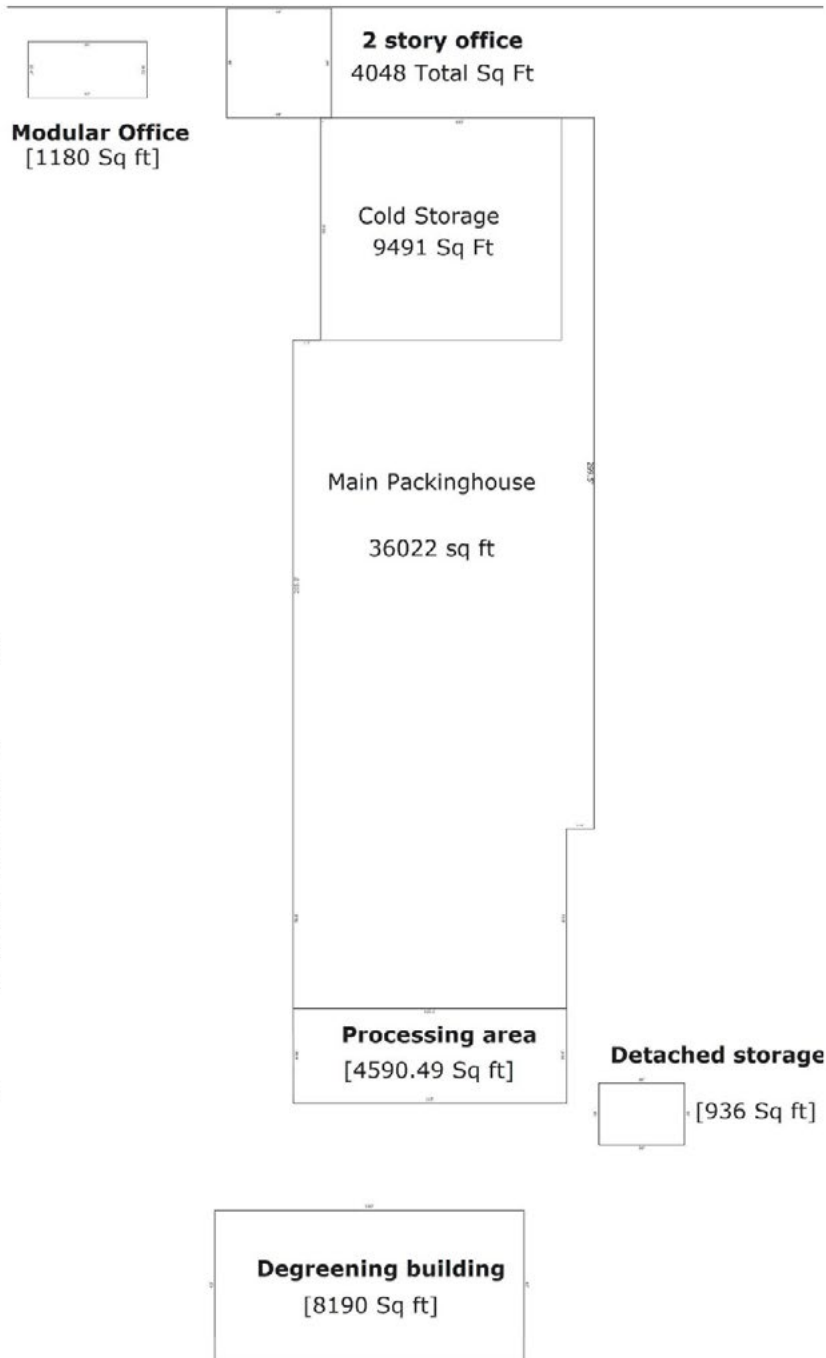 2 story office
4048 Total Sq Ft
Modular Office
[1180 Sq ft]
Cold Storage
9491 Sq Ft
Main Packinghouse
36022 sq ft
Processing area
[4590.49 Sq ft]
Detached storage
[936 Sq ft]
Degreening building
[8190 Sq ft]